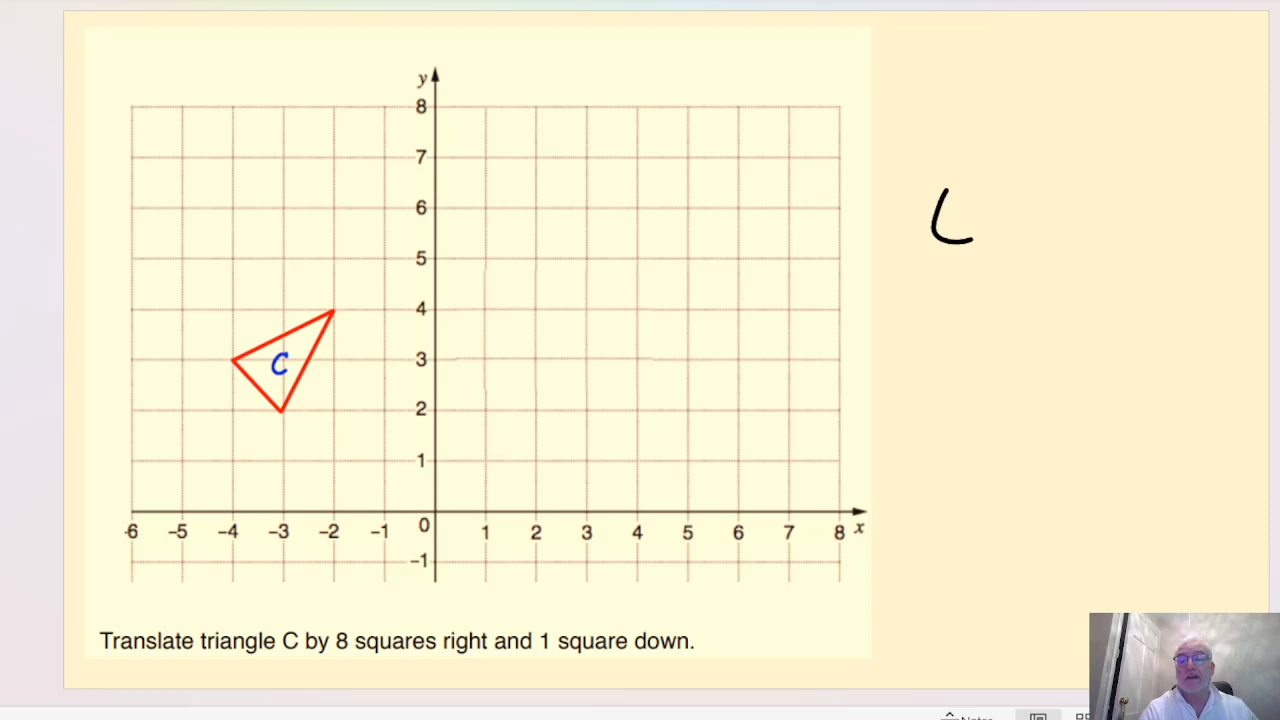 y
8
7
6
5
4
3
C
2
1
-6 -5 -4 -3 -2 -1 0 1 2 3 4 5 6 7 8 x
-1
Translate triangle C by 8 squares right and 1 square down.